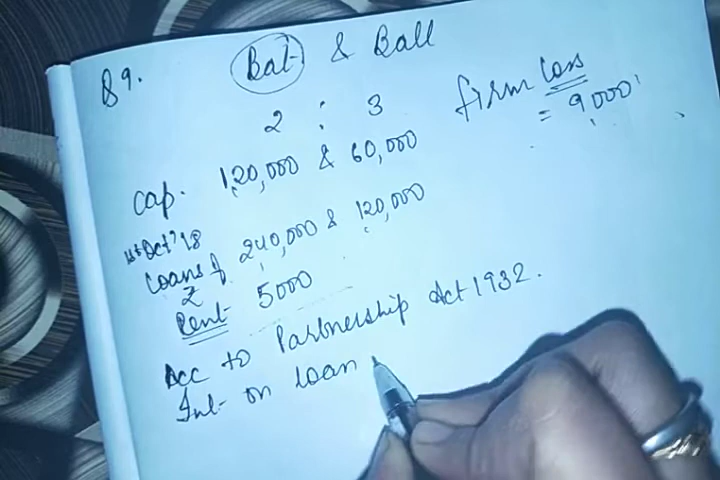 89.
Bat & Ball
2 : 3
firm loss
= 9,000
Cap. 1,20,000 & 60,000
1st Oct '18
Loans of 240,000 & 120,000
Rent 5000
Acc to Partnership Act 1932.
Int- on loan